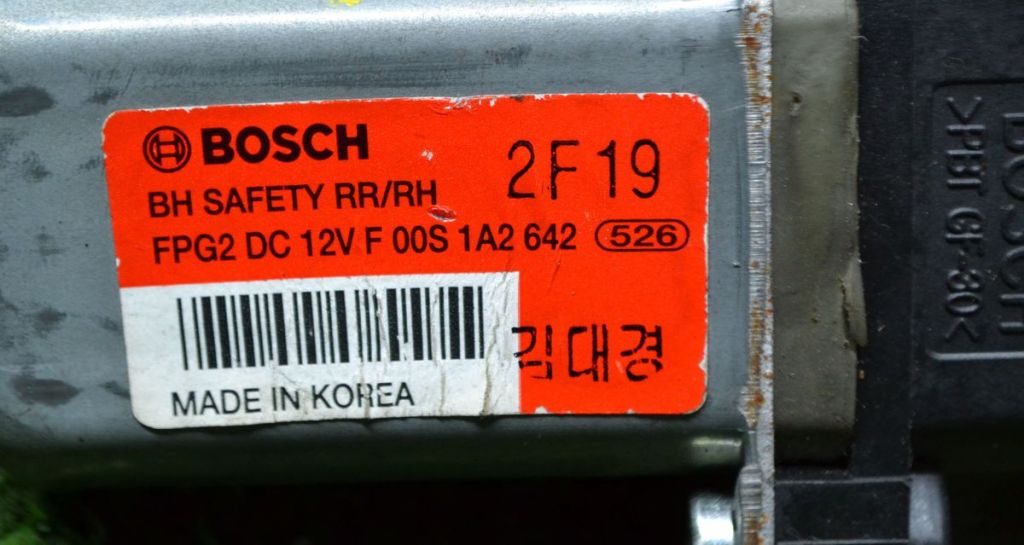 BOSCH
2F19
BH SAFETY RR/RH
FPG2 DC 12V F 00S 1A2 642 526
김대경
MADE IN KOREA
BOSCH
>PBT GF-30<